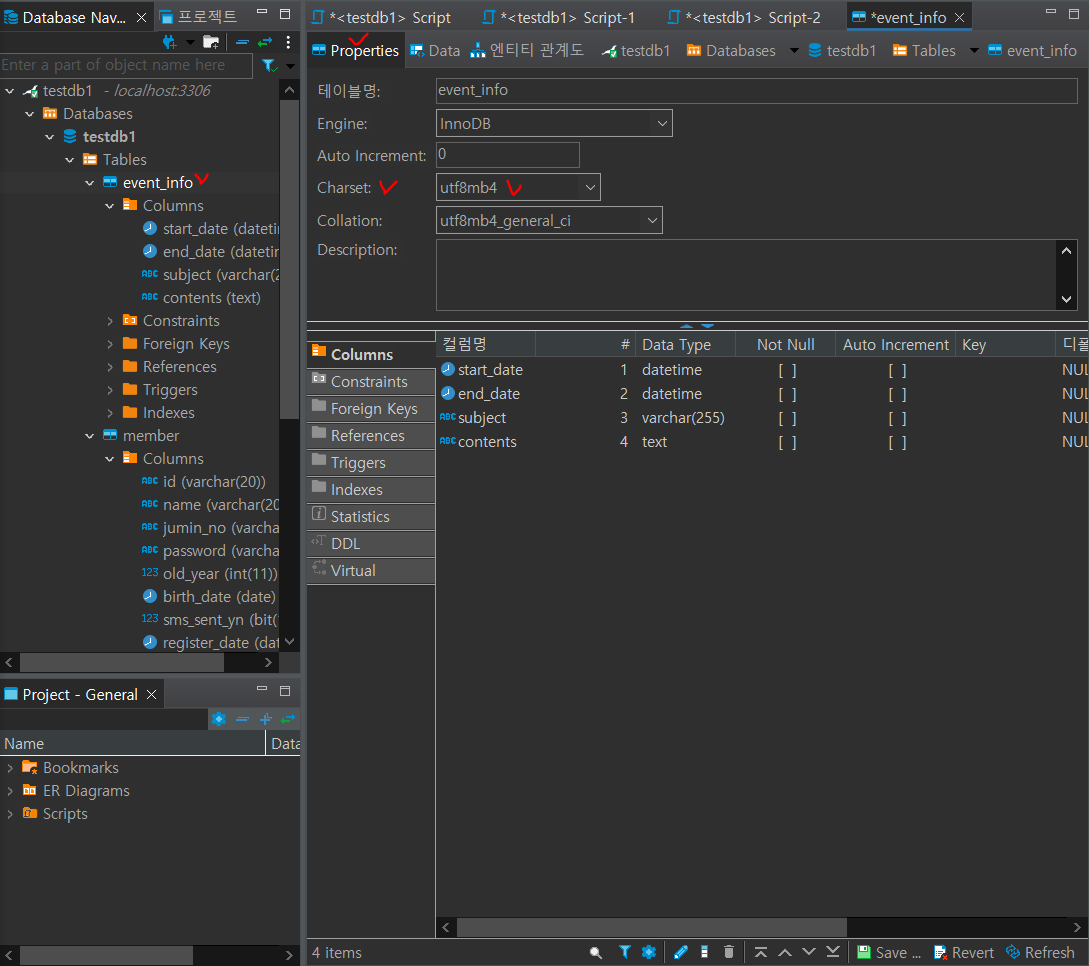 Database Nav...
프로젝트
Enter a part of object name here
testdb1 - localhost:3306
Databases
testdb1
Tables
event_info
Columns
start_date (datetin
end_date (datetin
subject (varchar(2
contents (text)
Constraints
Foreign Keys
References
Triggers
Indexes
member
Columns
id (varchar(20))
name (varchar(20
jumin_no (varcha
password (varcha
old_year (int(11))
birth_date (date)
sms_sent_yn (bit(
register_date (dat
Project - General
Name Data
Bookmarks
ER Diagrams
Scripts
*<testdb1> Script
*<testdb1> Script-1
*<testdb1> Script-2
*event_info
Properties
Data
엔티티 관계도
testdb1
Databases
testdb1
Tables
event_info
테이블명: event_info
Engine: InnoDB
Auto Increment: 0
Charset: utf8mb4
Collation: utf8mb4_general_ci
Description:
Columns
Constraints
Foreign Keys
References
Triggers
Indexes
Statistics
DDL
Virtual
컬럼명 # Data Type Not Null Auto Increment Key 디폴
start_date 1 datetime [ ] [ ] NUL
end_date 2 datetime [ ] [ ] NUL
subject 3 varchar(255) [ ] [ ] NUL
contents 4 text [ ] [ ] NUL
4 items
Save ...
Revert
Refresh